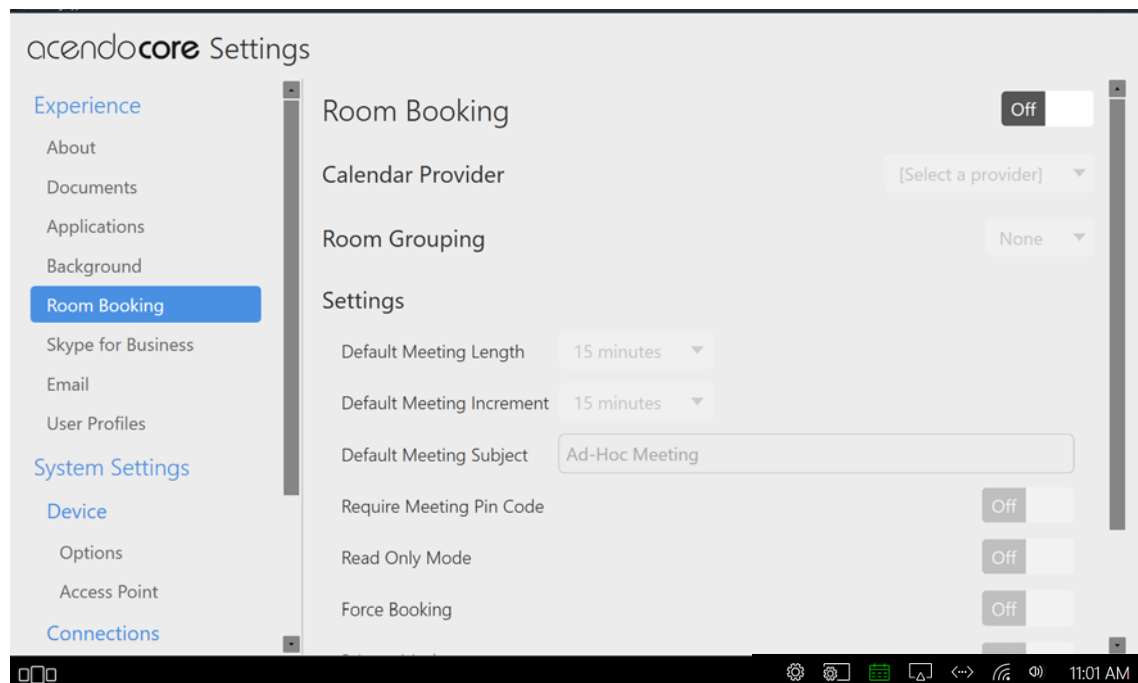 acendocore Settings
Experience
About
Documents
Applications
Background
Room Booking
Skype for Business
Email
User Profiles
System Settings
Device
Options
Access Point
Connections
Room Booking Off
Calendar Provider [Select a provider]
Room Grouping None
Settings
Default Meeting Length 15 minutes
Default Meeting Increment 15 minutes
Default Meeting Subject Ad-Hoc Meeting
Require Meeting Pin Code Off
Read Only Mode Off
Force Booking Off
11:01 AM